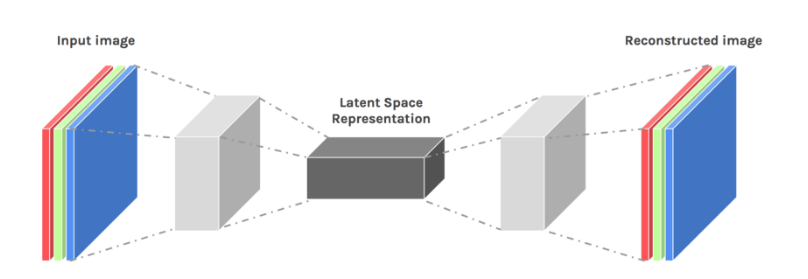 Input image
Reconstructed image
Latent Space
Representation